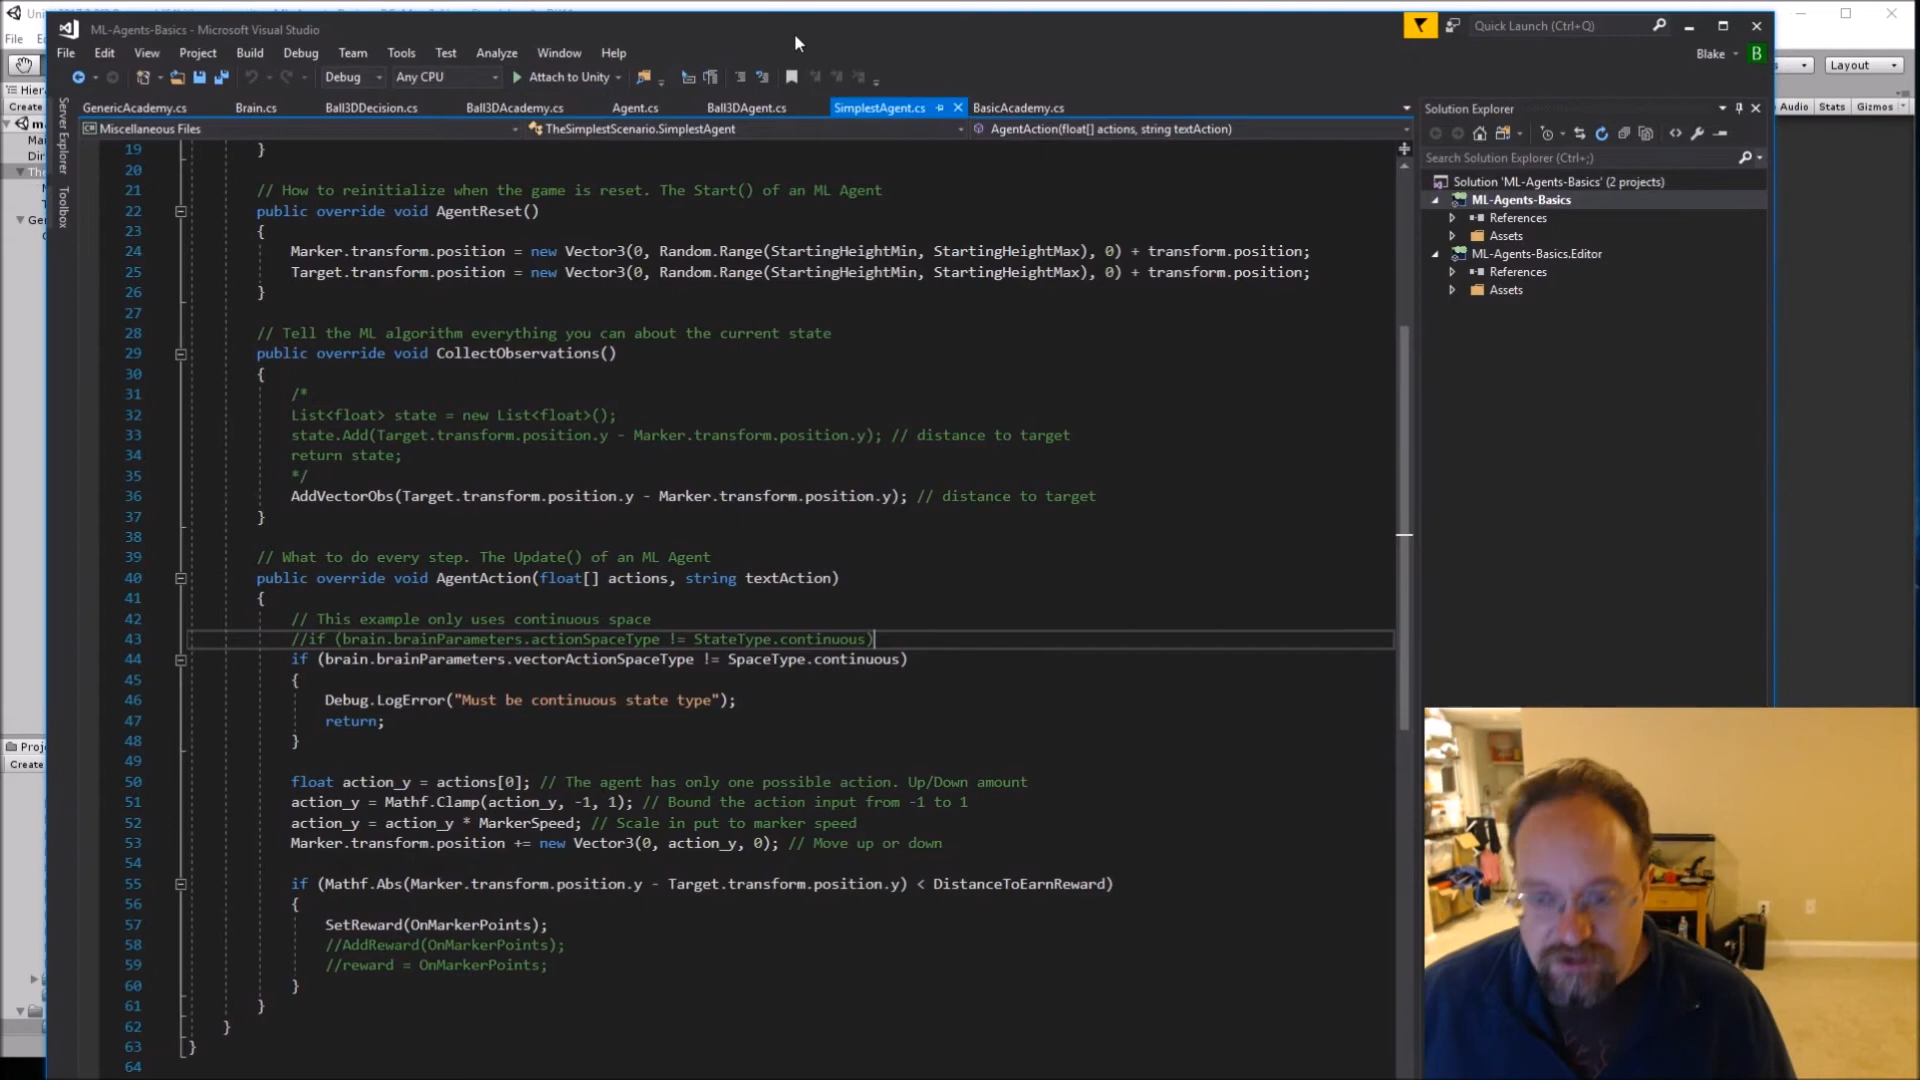 ML-Agents-Basics - Microsoft Visual Studio
Quick Launch (Ctrl+Q)
File Edit View Project Build Debug Team Tools Test Analyze Window Help
Blake B
Debug Any CPU Attach to Unity
Layout
File
Create
Audio Stats Gizmos
GenericAcademy.cs Brain.cs Ball3DDecision.cs Ball3DAcademy.cs Agent.cs Ball3DAgent.cs SimplestAgent.cs BasicAcademy.cs
Miscellaneous Files TheSimplestScenario.SimplestAgent AgentAction(float[] actions, string textAction)
Server Explorer
Toolbox
19 }
20
21 // How to reinitialize when the game is reset. The Start() of an ML Agent
22 public override void AgentReset()
23 {
24 Marker.transform.position = new Vector3(0, Random.Range(StartingHeightMin, StartingHeightMax), 0) + transform.position;
25 Target.transform.position = new Vector3(0, Random.Range(StartingHeightMin, StartingHeightMax), 0) + transform.position;
26 }
27
28 // Tell the ML algorithm everything you can about the current state
29 public override void CollectObservations()
30 {
31 /*
32 List<float> state = new List<float>();
33 state.Add(Target.transform.position.y - Marker.transform.position.y); // distance to target
34 return state;
35 */
36 AddVectorObs(Target.transform.position.y - Marker.transform.position.y); // distance to target
37 }
38
39 // What to do every step. The Update() of an ML Agent
40 public override void AgentAction(float[] actions, string textAction)
41 {
42 // This example only uses continuous space
43 //if (brain.brainParameters.actionSpaceType != StateType.continuous)
44 if (brain.brainParameters.vectorActionSpaceType != SpaceType.continuous)
45 {
46 Debug.LogError("Must be continuous state type");
47 return;
48 }
49
50 float action_y = actions[0]; // The agent has only one possible action. Up/Down amount
51 action_y = Mathf.Clamp(action_y, -1, 1); // Bound the action input from -1 to 1
52 action_y = action_y * MarkerSpeed; // Scale in put to marker speed
53 Marker.transform.position += new Vector3(0, action_y, 0); // Move up or down
54
55 if (Mathf.Abs(Marker.transform.position.y - Target.transform.position.y) < DistanceToEarnReward)
56 {
57 SetReward(OnMarkerPoints);
58 //AddReward(OnMarkerPoints);
59 //reward = OnMarkerPoints;
60 }
61 }
62 }
63 }
64
Solution Explorer
Search Solution Explorer (Ctrl+;)
Solution 'ML-Agents-Basics' (2 projects)
ML-Agents-Basics
References
Assets
ML-Agents-Basics.Editor
References
Assets
Create